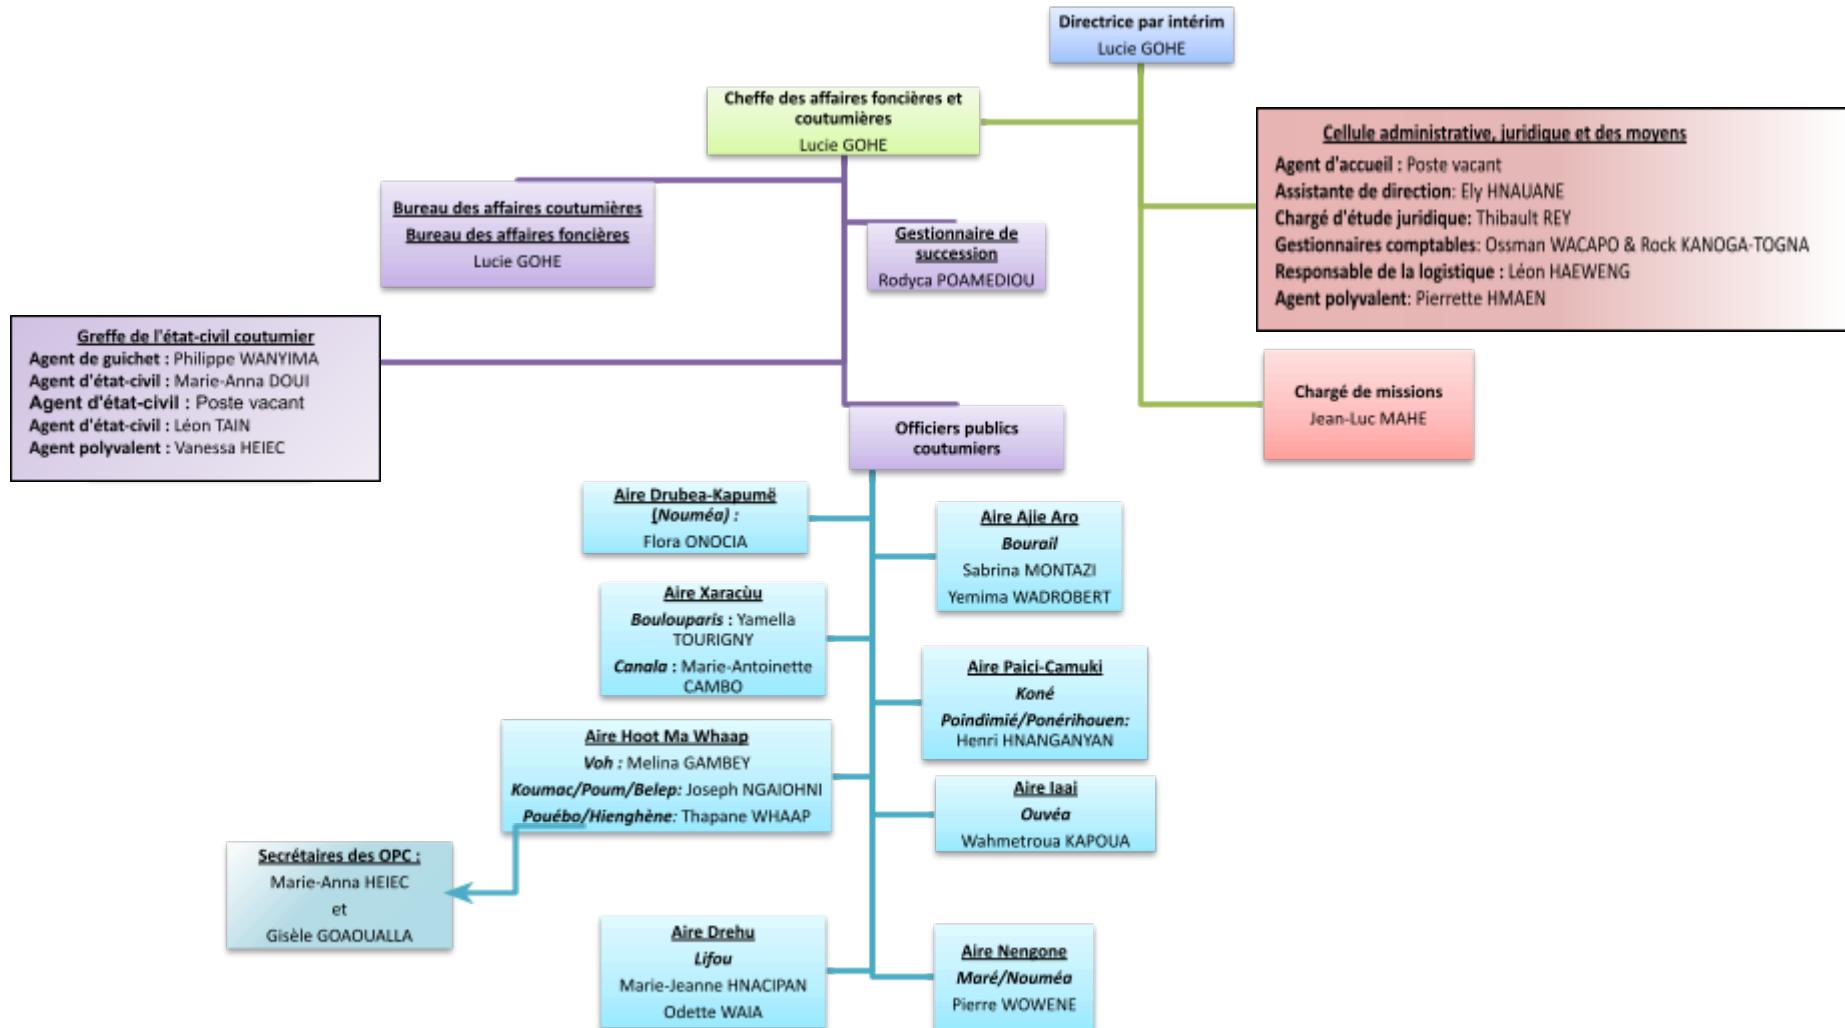 Directrice par intérim
Lucie GOHE
Cheffe des affaires foncières et
coutumières
Lucie GOHE
Cellule administrative, juridique et des moyens
Agent d'accueil : Poste vacant
Assistante de direction: Ely HNAUANE
Chargé d'étude juridique: Thibault REY
Gestionnaires comptables: Ossman WACAPO & Rock KANOGA-TOGNA
Responsable de la logistique : Léon HAEWENG
Agent polyvalent: Pierrette HMAEN
Bureau des affaires coutumières
Bureau des affaires foncières
Lucie GOHE
Gestionnaire de
succession
Rodyca POAMEDIOU
Greffe de l'état-civil coutumier
Agent de guichet : Philippe WANYIMA
Agent d'état-civil : Marie-Anna DOUI
Agent d'état-civil : Poste vacant
Agent d'état-civil : Léon TAIN
Agent polyvalent : Vanessa HEIEC
Chargé de missions
Jean-Luc MAHE
Officiers publics
coutumiers
Aire Drubea-Kapumë
(Nouméa) :
Flora ONOCIA
Aire Ajie Aro
Bourail
Sabrina MONTAZI
Yemima WADROBERT
Aire Xaracùu
Boulouparis : Yamella
TOURIGNY
Canala : Marie-Antoinette
CAMBO
Aire Paici-Camuki
Koné
Poindimié/Ponérihouen:
Henri HNANGANYAN
Aire Hoot Ma Whaap
Voh : Melina GAMBEY
Koumac/Poum/Belep: Joseph NGAIOHNI
Pouébo/Hienghène: Thapane WHAAP
Aire Iaai
Ouvéa
Wahmetroua KAPOUA
Secrétaires des OPC :
Marie-Anna HEIEC
et
Gisèle GOAOUALLA
Aire Drehu
Lifou
Marie-Jeanne HNACIPAN
Odette WAIA
Aire Nengone
Maré/Nouméa
Pierre WOWENE